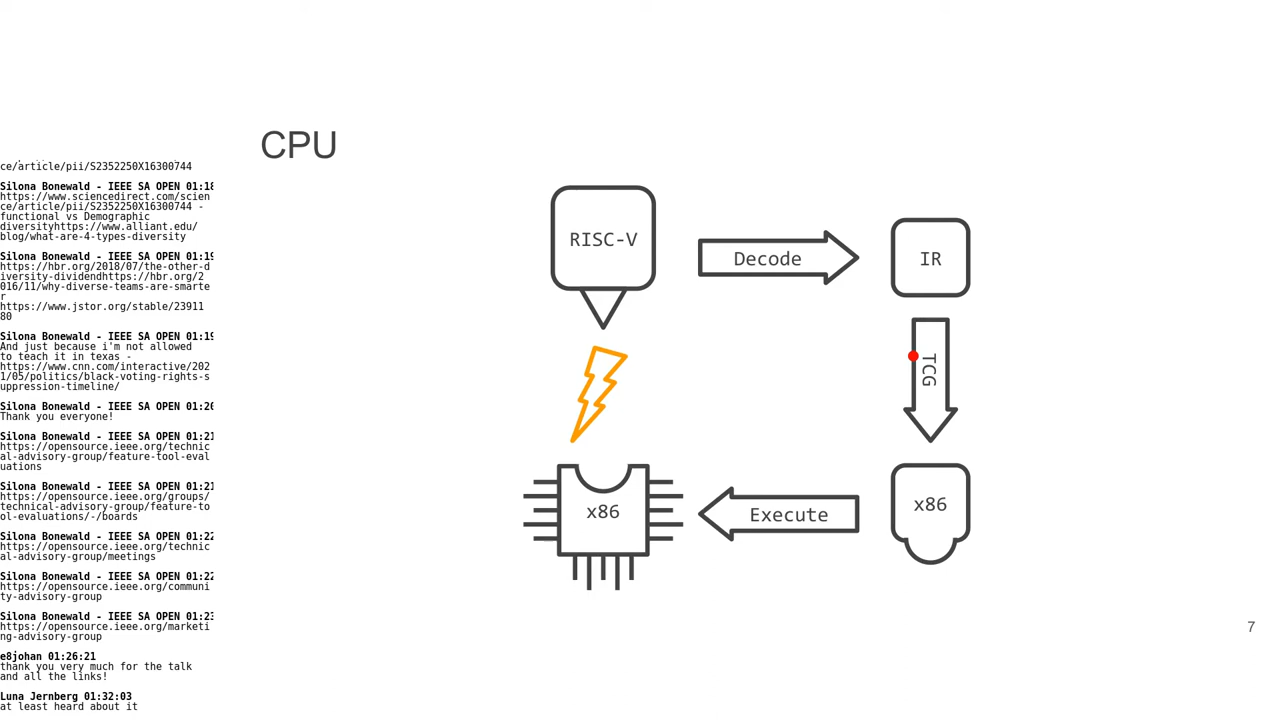 CPU
ce/article/pii/S2352250X16300744
Silona Bonewald - IEEE SA OPEN 01:18
https://www.sciencedirect.com/scien
ce/article/pii/S2352250X16300744 -
functional vs Demographic
diversityhttps://www.alliant.edu/
blog/what-are-4-types-diversity
Silona Bonewald - IEEE SA OPEN 01:19
https://hbr.org/2018/07/the-other-d
iversity-dividendhttps://hbr.org/2
016/11/why-diverse-teams-are-smarte
r
https://www.jstor.org/stable/23911
80
Silona Bonewald - IEEE SA OPEN 01:19
And just because i'm not allowed
to teach it in texas -
https://www.cnn.com/interactive/202
1/05/politics/black-voting-rights-s
uppression-timeline/
Silona Bonewald - IEEE SA OPEN 01:20
Thank you everyone!
Silona Bonewald - IEEE SA OPEN 01:21
https://opensource.ieee.org/technic
al-advisory-group/feature-tool-eval
uations
Silona Bonewald - IEEE SA OPEN 01:21
https://opensource.ieee.org/groups/
technical-advisory-group/feature-to
ol-evaluations/-/boards
Silona Bonewald - IEEE SA OPEN 01:22
https://opensource.ieee.org/technic
al-advisory-group/meetings
Silona Bonewald - IEEE SA OPEN 01:22
https://opensource.ieee.org/communi
ty-advisory-group
Silona Bonewald - IEEE SA OPEN 01:23
https://opensource.ieee.org/marketi
ng-advisory-group
e8johan 01:26:21
thank you very much for the talk
and all the links!
Luna Jernberg 01:32:03
at least heard about it
RISC-V
Decode
IR
TCG
x86
Execute
x86
7